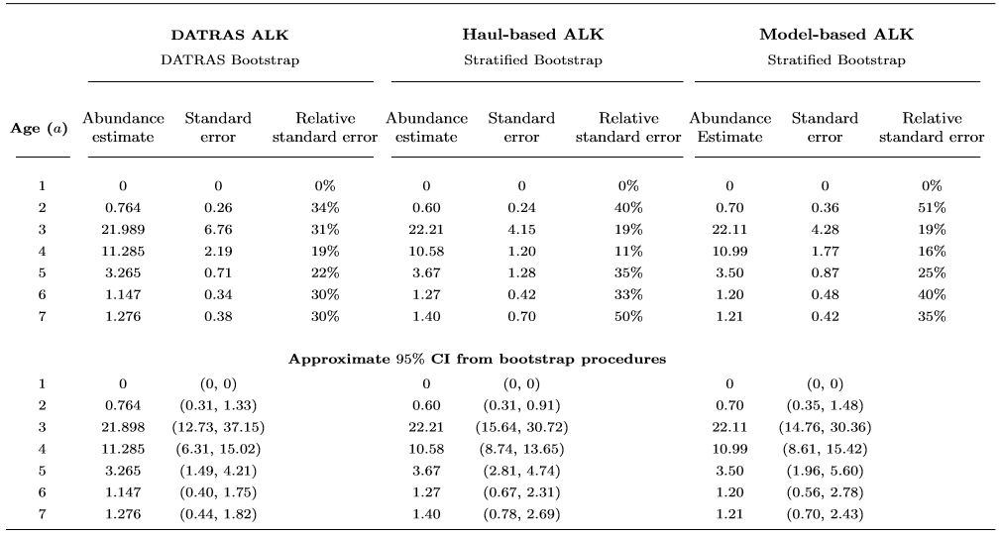 DATRAS ALK Haul-based ALK Model-based ALK
DATRAS Bootstrap Stratified Bootstrap Stratified Bootstrap
Age (a) Abundance estimate Standard error Relative standard error Abundance estimate Standard error Relative standard error Abundance Estimate Standard error Relative standard error
1 0 0 0% 0 0 0% 0 0 0%
2 0.764 0.26 34% 0.60 0.24 40% 0.70 0.36 51%
3 21.989 6.76 31% 22.21 4.15 19% 22.11 4.28 19%
4 11.285 2.19 19% 10.58 1.20 11% 10.99 1.77 16%
5 3.265 0.71 22% 3.67 1.28 35% 3.50 0.87 25%
6 1.147 0.34 30% 1.27 0.42 33% 1.20 0.48 40%
7 1.276 0.38 30% 1.40 0.70 50% 1.21 0.42 35%
Approximate 95% CI from bootstrap procedures
1 0 (0, 0) 0 (0, 0) 0 (0, 0)
2 0.764 (0.31, 1.33) 0.60 (0.31, 0.91) 0.70 (0.35, 1.48)
3 21.898 (12.73, 37.15) 22.21 (15.64, 30.72) 22.11 (14.76, 30.36)
4 11.285 (6.31, 15.02) 10.58 (8.74, 13.65) 10.99 (8.61, 15.42)
5 3.265 (1.49, 4.21) 3.67 (2.81, 4.74) 3.50 (1.96, 5.60)
6 1.147 (0.40, 1.75) 1.27 (0.67, 2.31) 1.20 (0.56, 2.78)
7 1.276 (0.44, 1.82) 1.40 (0.78, 2.69) 1.21 (0.70, 2.43)